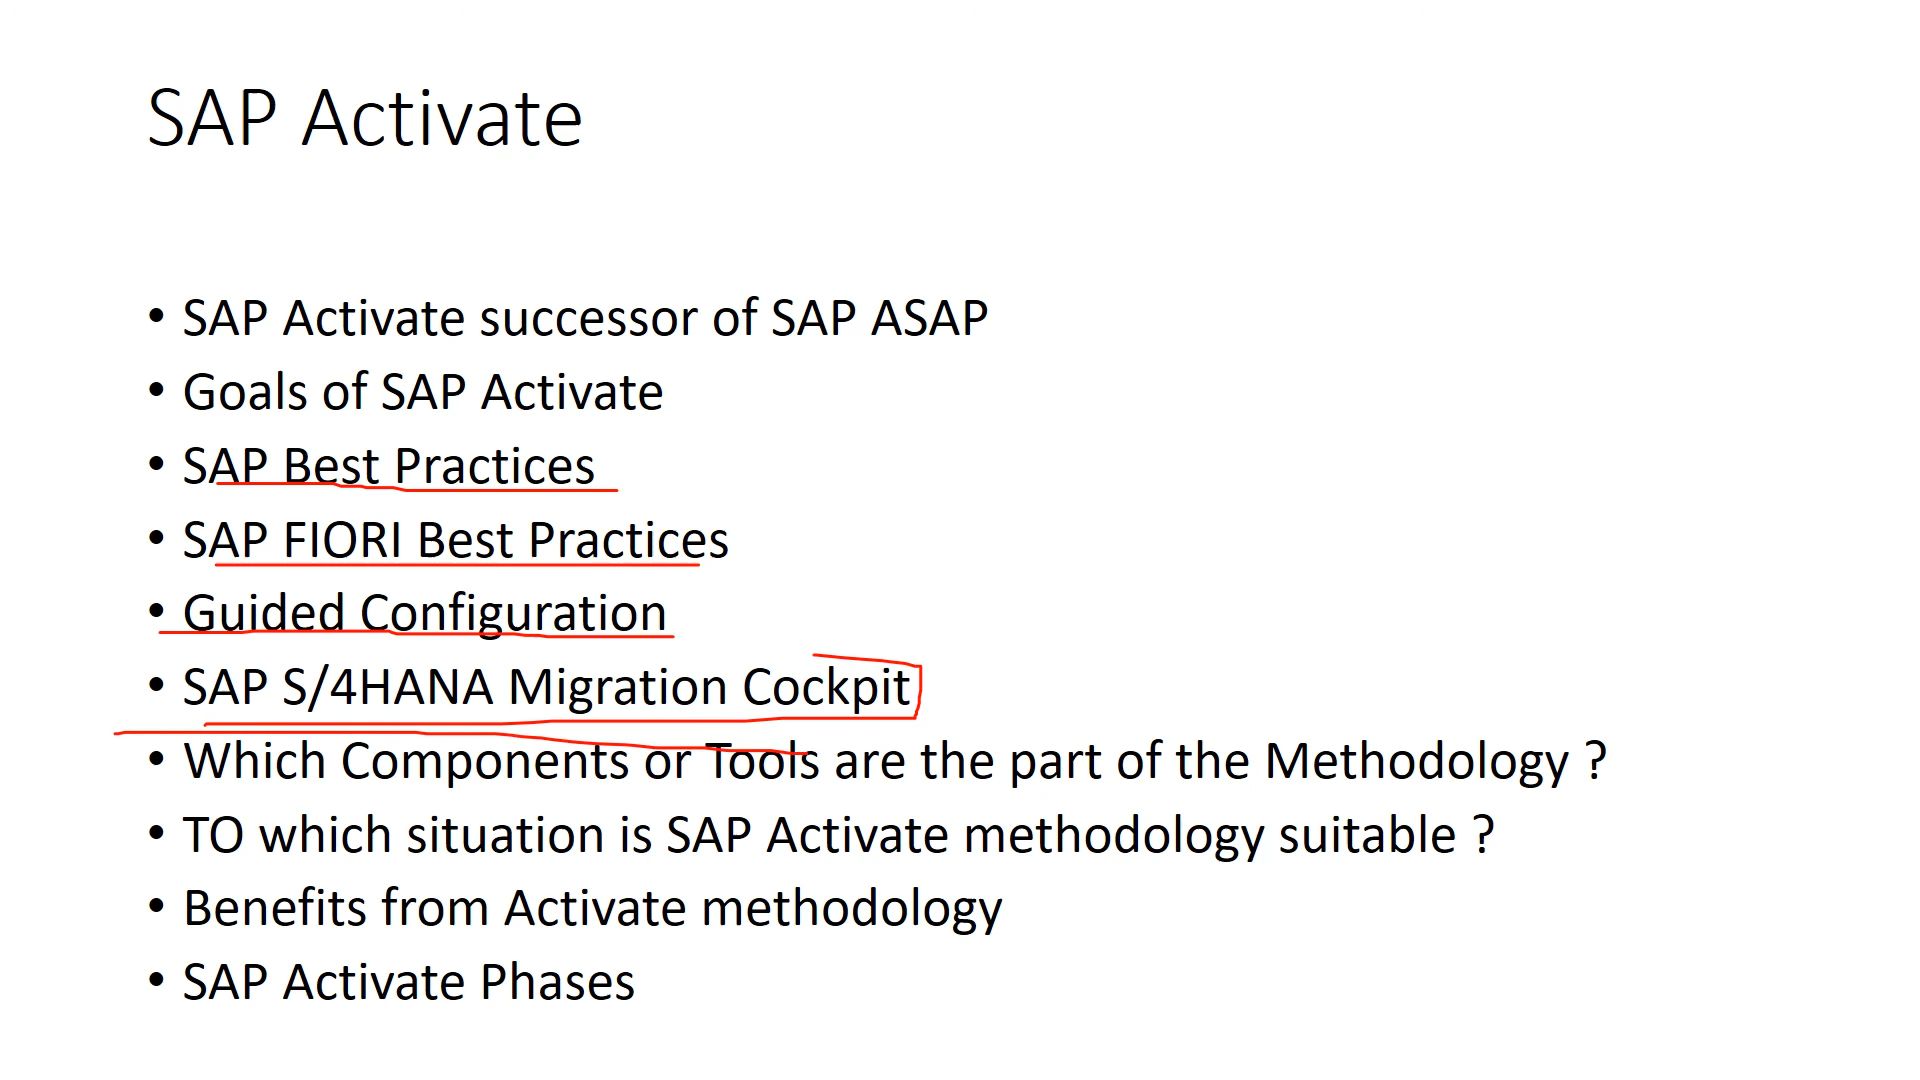 SAP Activate
• SAP Activate successor of SAP ASAP
• Goals of SAP Activate
• SAP Best Practices
• SAP FIORI Best Practices
• Guided Configuration
• SAP S/4HANA Migration Cockpit
• Which Components or Tools are the part of the Methodology ?
• TO which situation is SAP Activate methodology suitable ?
• Benefits from Activate methodology
• SAP Activate Phases